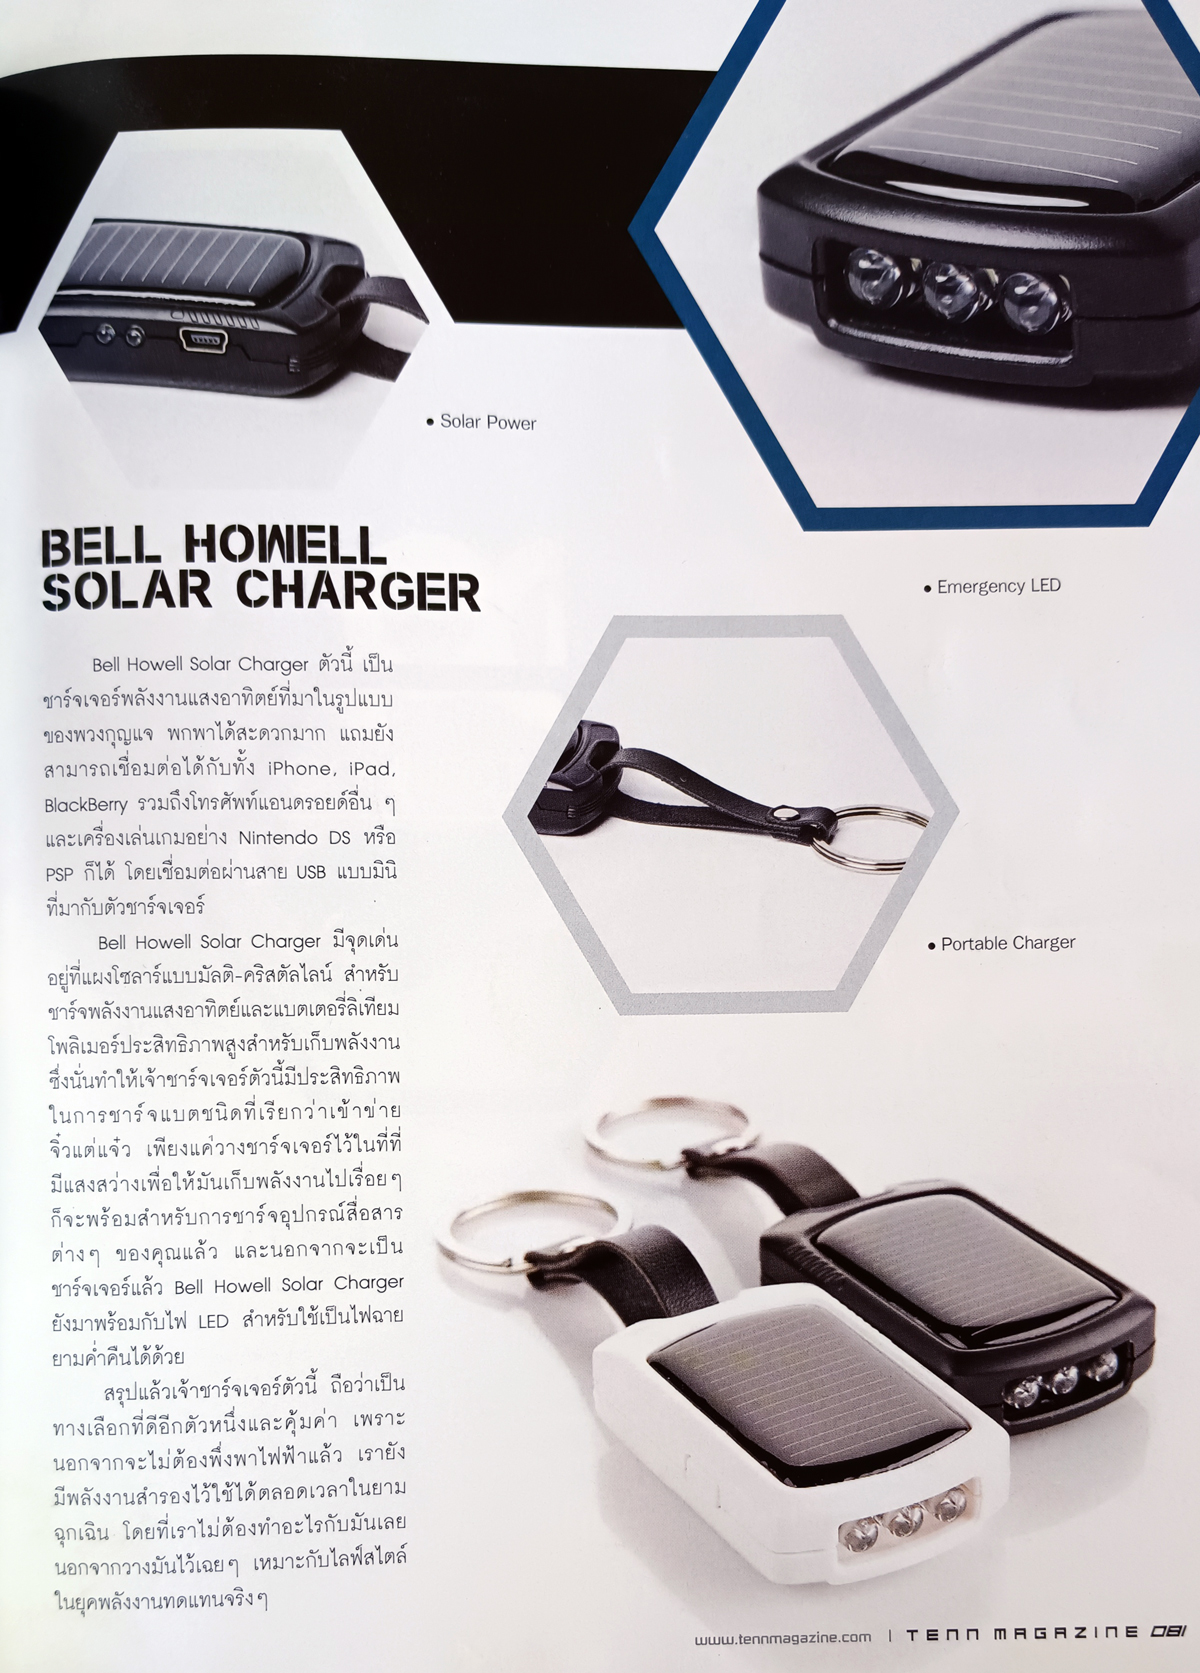 • Solar Power
BELL HOWELL
SOLAR CHARGER
• Emergency LED
Bell Howell Solar Charger ตัวนี้ เป็น
ชาร์จเจอร์พลังงานแสงอาทิตย์ที่มาในรูปแบบ
ของพวงกุญแจ พกพาได้สะดวกมาก แถมยัง
สามารถเชื่อมต่อได้กับทั้ง iPhone, iPad,
BlackBerry รวมถึงโทรศัพท์แอนดรอยด์อื่น ๆ
และเครื่องเล่นเกมอย่าง Nintendo DS หรือ
PSP ก็ได้ โดยเชื่อมต่อผ่านสาย USB แบบมินิ
ที่มากับตัวชาร์จเจอร์
Bell Howell Solar Charger มีจุดเด่น
อยู่ที่แผงโซลาร์แบบมัลติ-คริสตัลไลน์ สำหรับ
ชาร์จพลังงานแสงอาทิตย์และแบตเตอรี่ลิเทียม
โพลิเมอร์ประสิทธิภาพสูงสำหรับเก็บพลังงาน
ซึ่งนั่นทำให้เจ้าชาร์จเจอร์ตัวนี้มีประสิทธิภาพ
ในการชาร์จแบตชนิดที่เรียกว่าเข้าข่าย
จิ๋วแต่แจ๋ว เพียงแค่วางชาร์จเจอร์ไว้ในที่ที่
มีแสงสว่างเพื่อให้มันเก็บพลังงานไปเรื่อยๆ
ก็จะพร้อมสำหรับการชาร์จอุปกรณ์สื่อสาร
ต่างๆ ของคุณแล้ว และนอกจากจะเป็น
ชาร์จเจอร์แล้ว Bell Howell Solar Charger
ยังมาพร้อมกับไฟ LED สำหรับใช้เป็นไฟฉาย
ยามค่ำคืนได้ด้วย
สรุปแล้วเจ้าชาร์จเจอร์ตัวนี้ ถือว่าเป็น
ทางเลือกที่ดีอีกตัวหนึ่งและคุ้มค่า เพราะ
นอกจากจะไม่ต้องพึ่งพาไฟฟ้าแล้ว เรายัง
มีพลังงานสำรองไว้ใช้ได้ตลอดเวลาในยาม
ฉุกเฉิน โดยที่เราไม่ต้องทำอะไรกับมันเลย
นอกจากวางมันไว้เฉยๆ เหมาะกับไลฟ์สไตล์
ในยุคพลังงานทดแทนจริงๆ
• Portable Charger
www.tennmagazine.com | TENN MAGAZINE 081